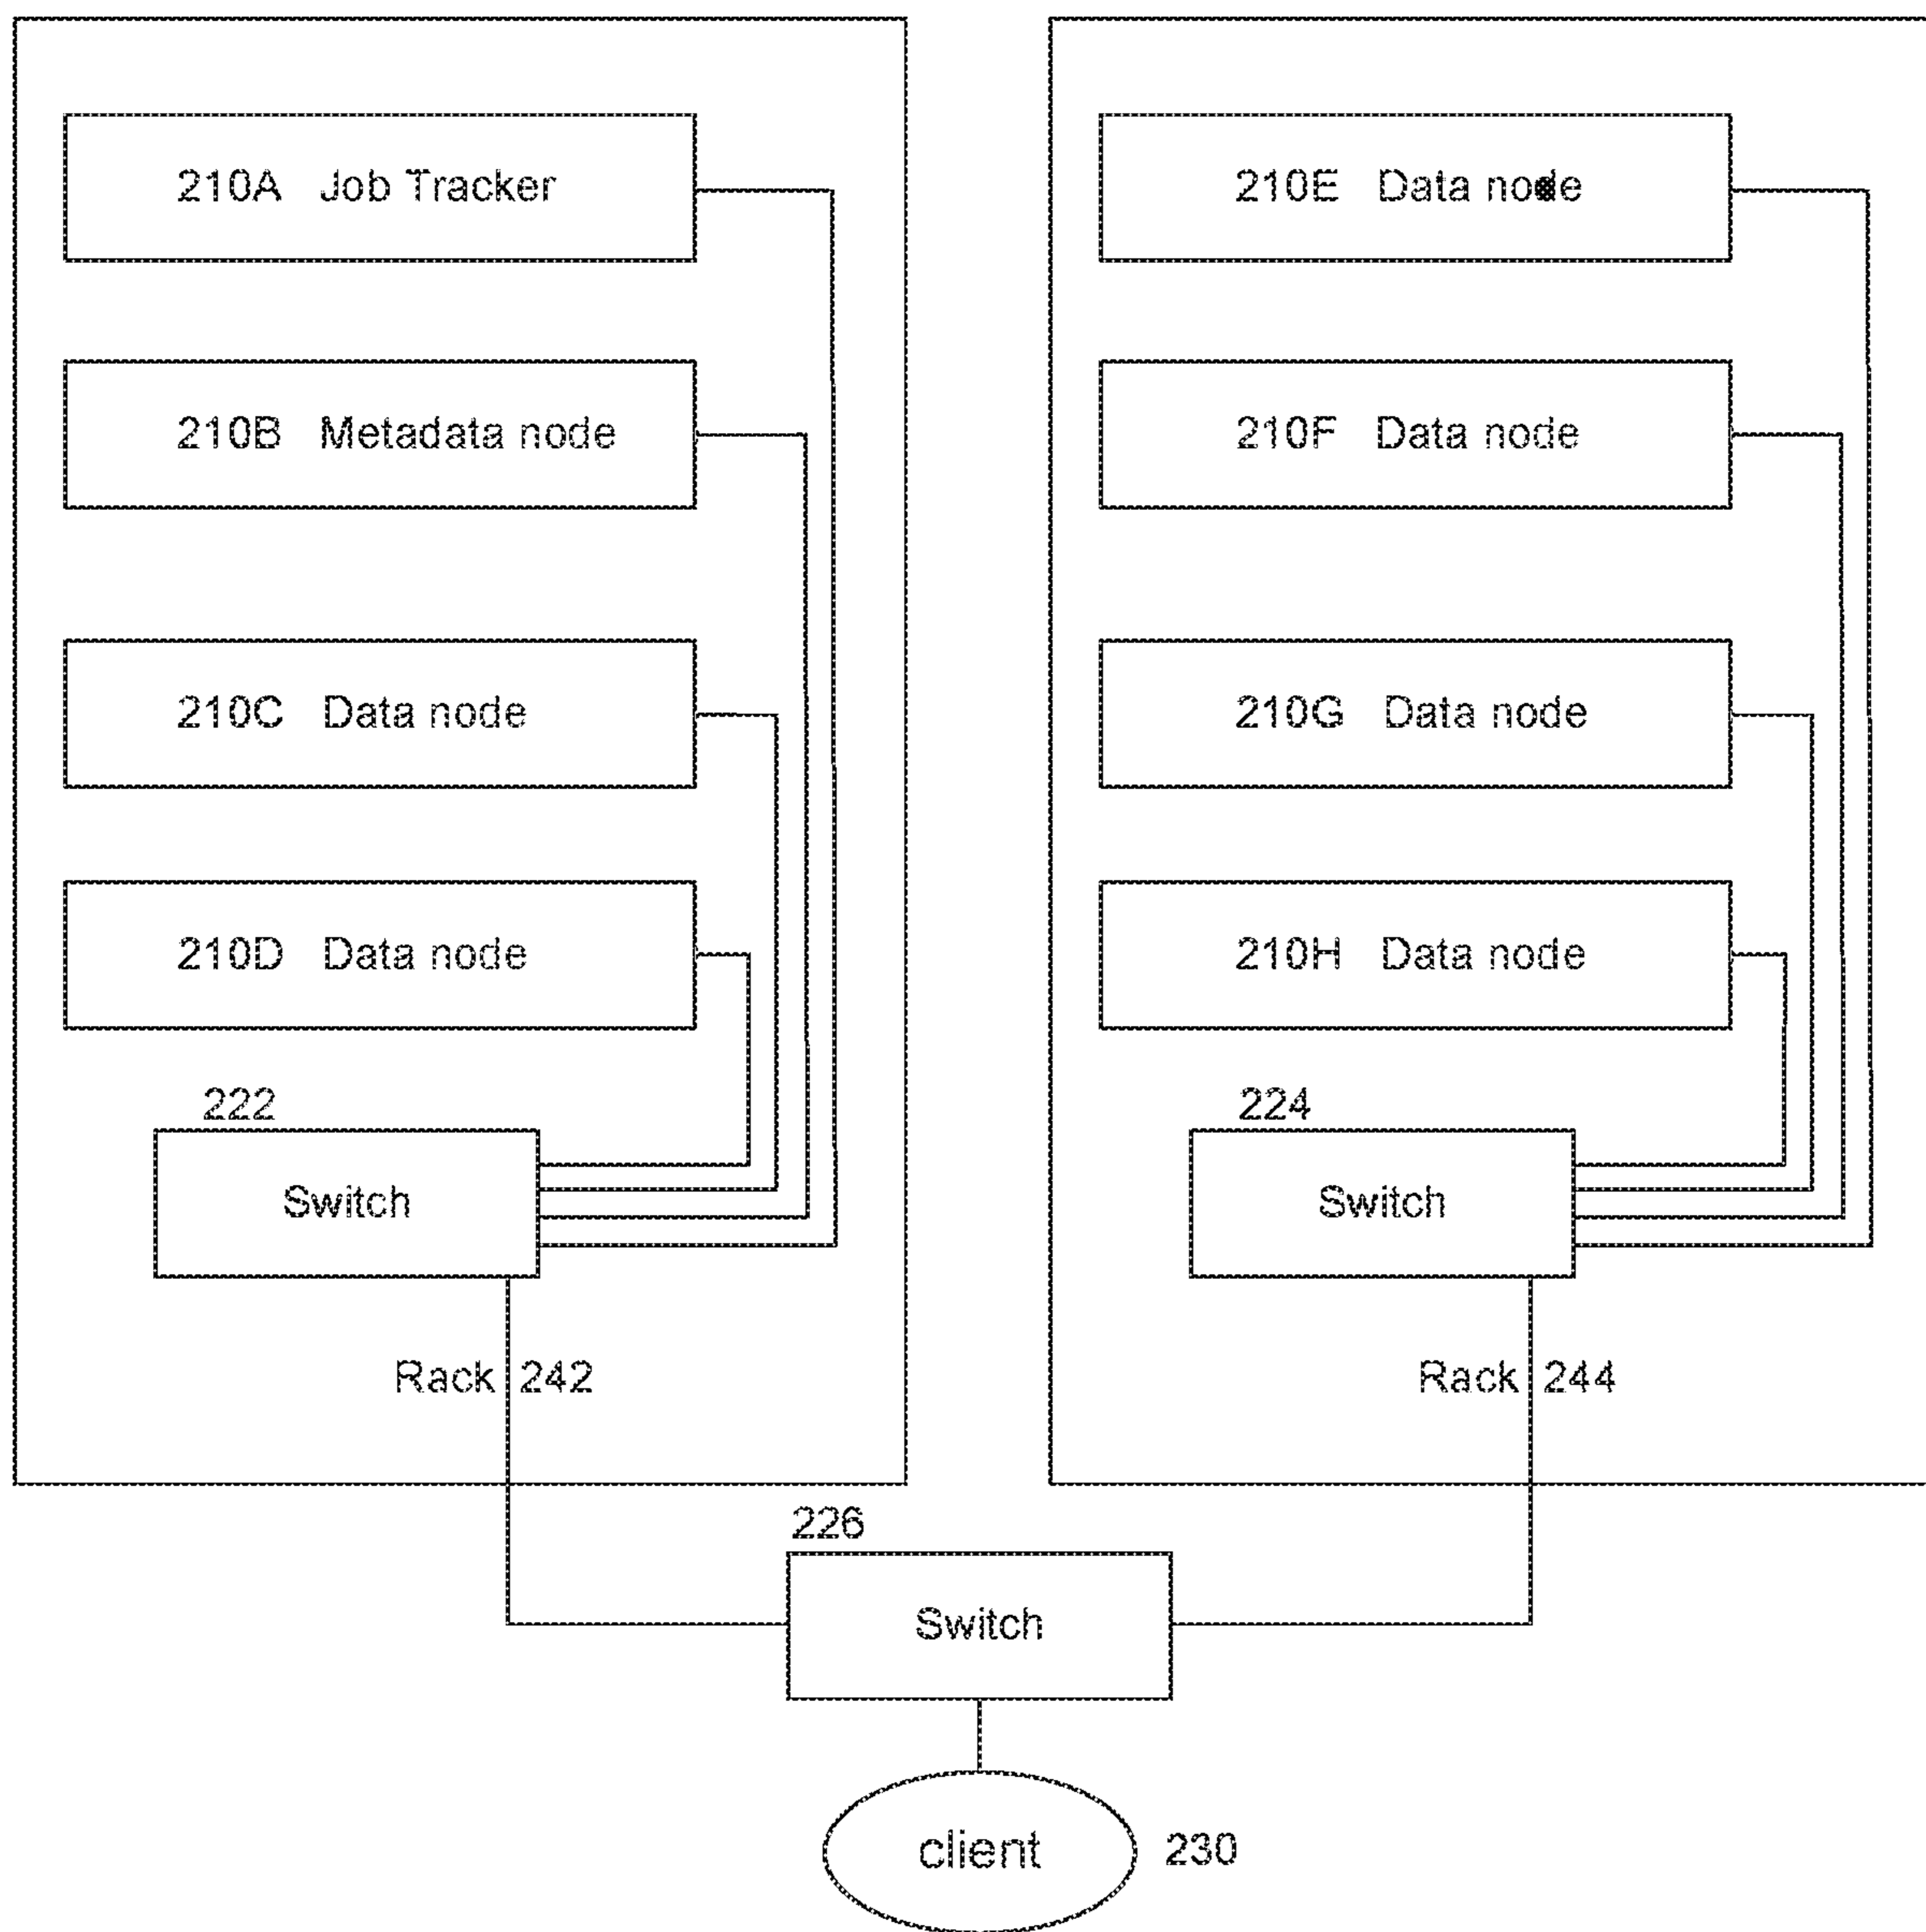 210A Job Tracker
210B Metadata node
210C Data node
210D Data node
222
Switch
Rack 242
210E Data node
210F Data node
210G Data node
210H Data node
224
Switch
Rack 244
226
Switch
client
230